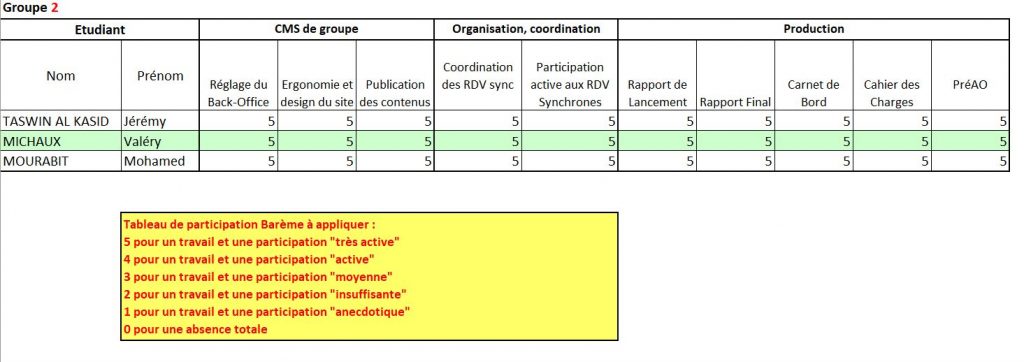 Groupe 2
Etudiant CMS de groupe Organisation, coordination Production
Nom Prénom Réglage du Back-Office Ergonomie et design du site Publication des contenus Coordination des RDV sync Participation active aux RDV Synchrones Rapport de Lancement Rapport Final Carnet de Bord Cahier des Charges PréAO
TASWIN AL KASID Jérémy 5 5 5 5 5 5 5 5 5 5
MICHAUX Valéry 5 5 5 5 5 5 5 5 5 5
MOURABIT Mohamed 5 5 5 5 5 5 5 5 5 5
Tableau de participation Barème à appliquer :
5 pour un travail et une participation "très active"
4 pour un travail et une participation "active"
3 pour un travail et une participation "moyenne"
2 pour un travail et une participation "insuffisante"
1 pour un travail et une participation "anecdotique"
0 pour une absence totale